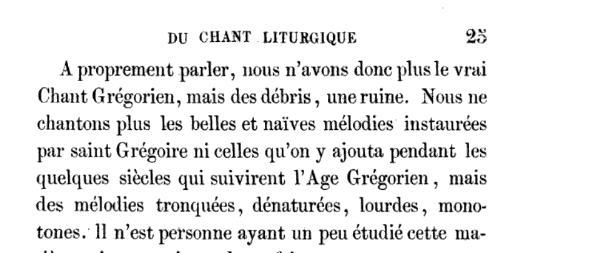 DU CHANT LITURGIQUE 25
A proprement parler, nous n'avons donc plus le vrai
Chant Grégorien, mais des débris, une ruine. Nous ne
chantons plus les belles et naïves mélodies instaurées
par saint Grégoire ni celles qu'on y ajouta pendant les
quelques siècles qui suivirent l'Age Grégorien, mais
des mélodies tronquées, dénaturées, lourdes, mono-
tones. Il n'est personne ayant un peu étudié cette ma-